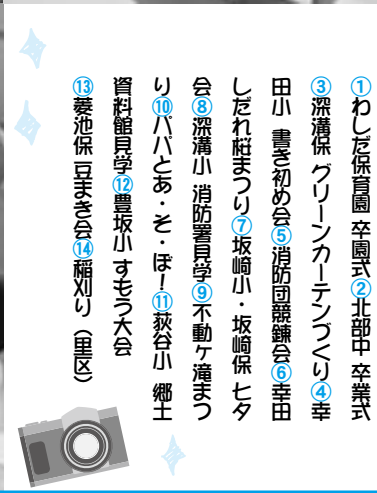 ①わしだ保育園 卒園式②北部中 卒業式
③深溝保 グリーンカーテンづくり④幸
田小 書き初め会⑤消防団競錬会⑥幸田
しだれ桜まつり⑦坂崎小・坂崎保 七夕
会⑧深溝小 消防署見学⑨不動ヶ滝まつ
り⑩パパとあ・そ・ぼ！⑪荻谷小 郷土
資料館見学⑫豊坂小 すもう大会
⑬菱池保 豆まき会⑭稲刈り（里区）